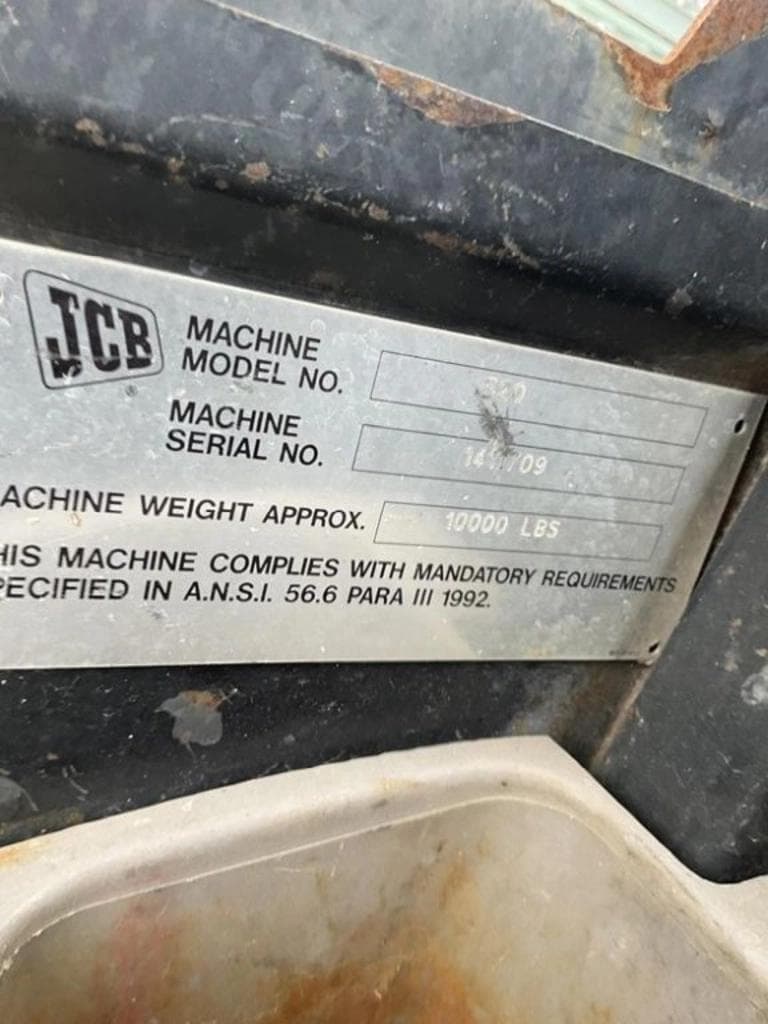 JCB
MACHINE
MODEL NO.
MACHINE
SERIAL NO.
ACHINE WEIGHT APPROX. 10000 LBS
HIS MACHINE COMPLIES WITH MANDATORY REQUIREMENTS
PECIFIED IN A.N.S.I. 56.6 PARA III 1992.